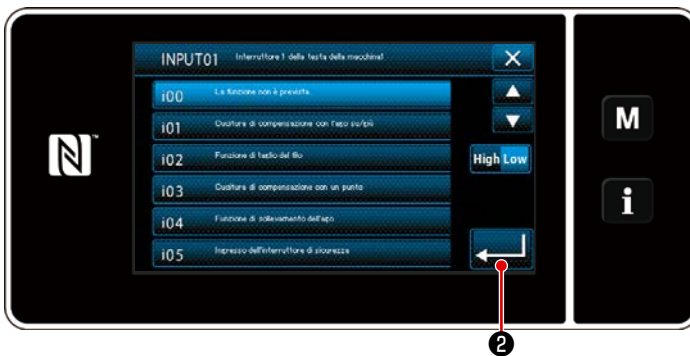 INPUT01 Interruttore 1 della testa della macchina1
i00 La funzione non è prevista
i01 Cucitura di compensazione con l'ago su/giù
i02 Funzione di taglio del filo
i03 Cucitura di compensazione con un punto
i04 Funzione di sollevamento dell'ago
i05 Ingresso dell'interruttore di sicurezza
High Low
N
M
i
❷